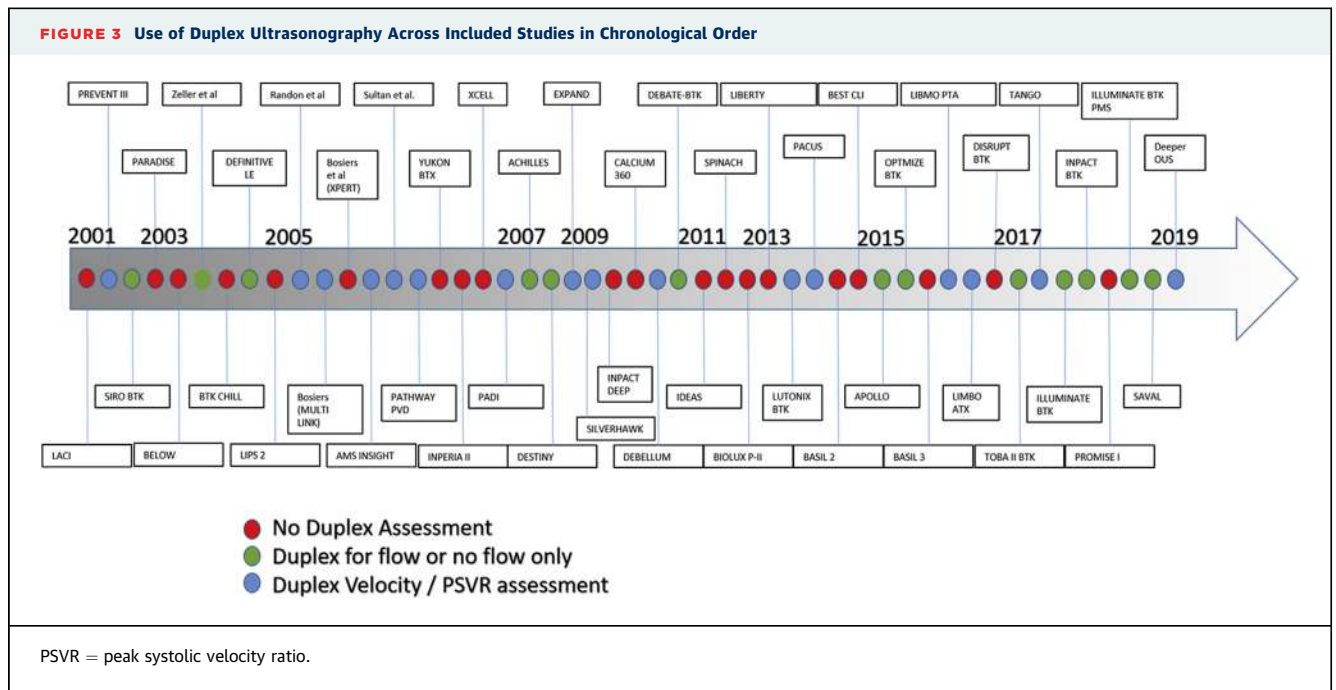 FIGURE 3 Use of Duplex Ultrasonography Across Included Studies in Chronological Order
PREVENT III
Zeller et al
Randon et al
Sultan et al.
XCELL
EXPAND
DEBATE-BTK
LIBERTY
BEST CLI
LIBMO PTA
TANGO
ILLUMINATE BTK
PMS
PARADISE
DEFINITIVE
LE
Bosiers
et al
(XPERT)
YUKON
BTX
ACHILLES
CALCIUM
360
SPINACH
PACUS
OPTMIZE
BTK
DISRUPT
BTK
INPACT
BTK
Deeper
OUS
2001 2003 2005 2007 2009 2011 2013 2015 2017 2019
SIRO BTK
BTK CHILL
Bosiers
(MULTI
LINK)
PATHWAY
PVD
PADI
INPACT
DEEP
SILVERHAWK
IDEAS
LUTONIX
BTK
APOLLO
LIMBO
ATX
ILLUMINATE
BTK
SAVAL
LACI
BELOW
LIPS 2
AMS INSIGHT
INPERIA II
DESTINY
DEBELLUM
BIOLUX P-II
BASIL 2
BASIL 3
TOBA II BTK
PROMISE I
No Duplex Assessment
Duplex for flow or no flow only
Duplex Velocity / PSVR assessment
PSVR = peak systolic velocity ratio.